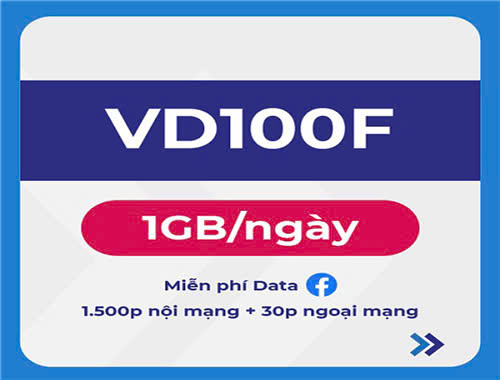 VD100F
1GB/ngày
Miễn phí Data
1.500p nội mạng + 30p ngoại mạng